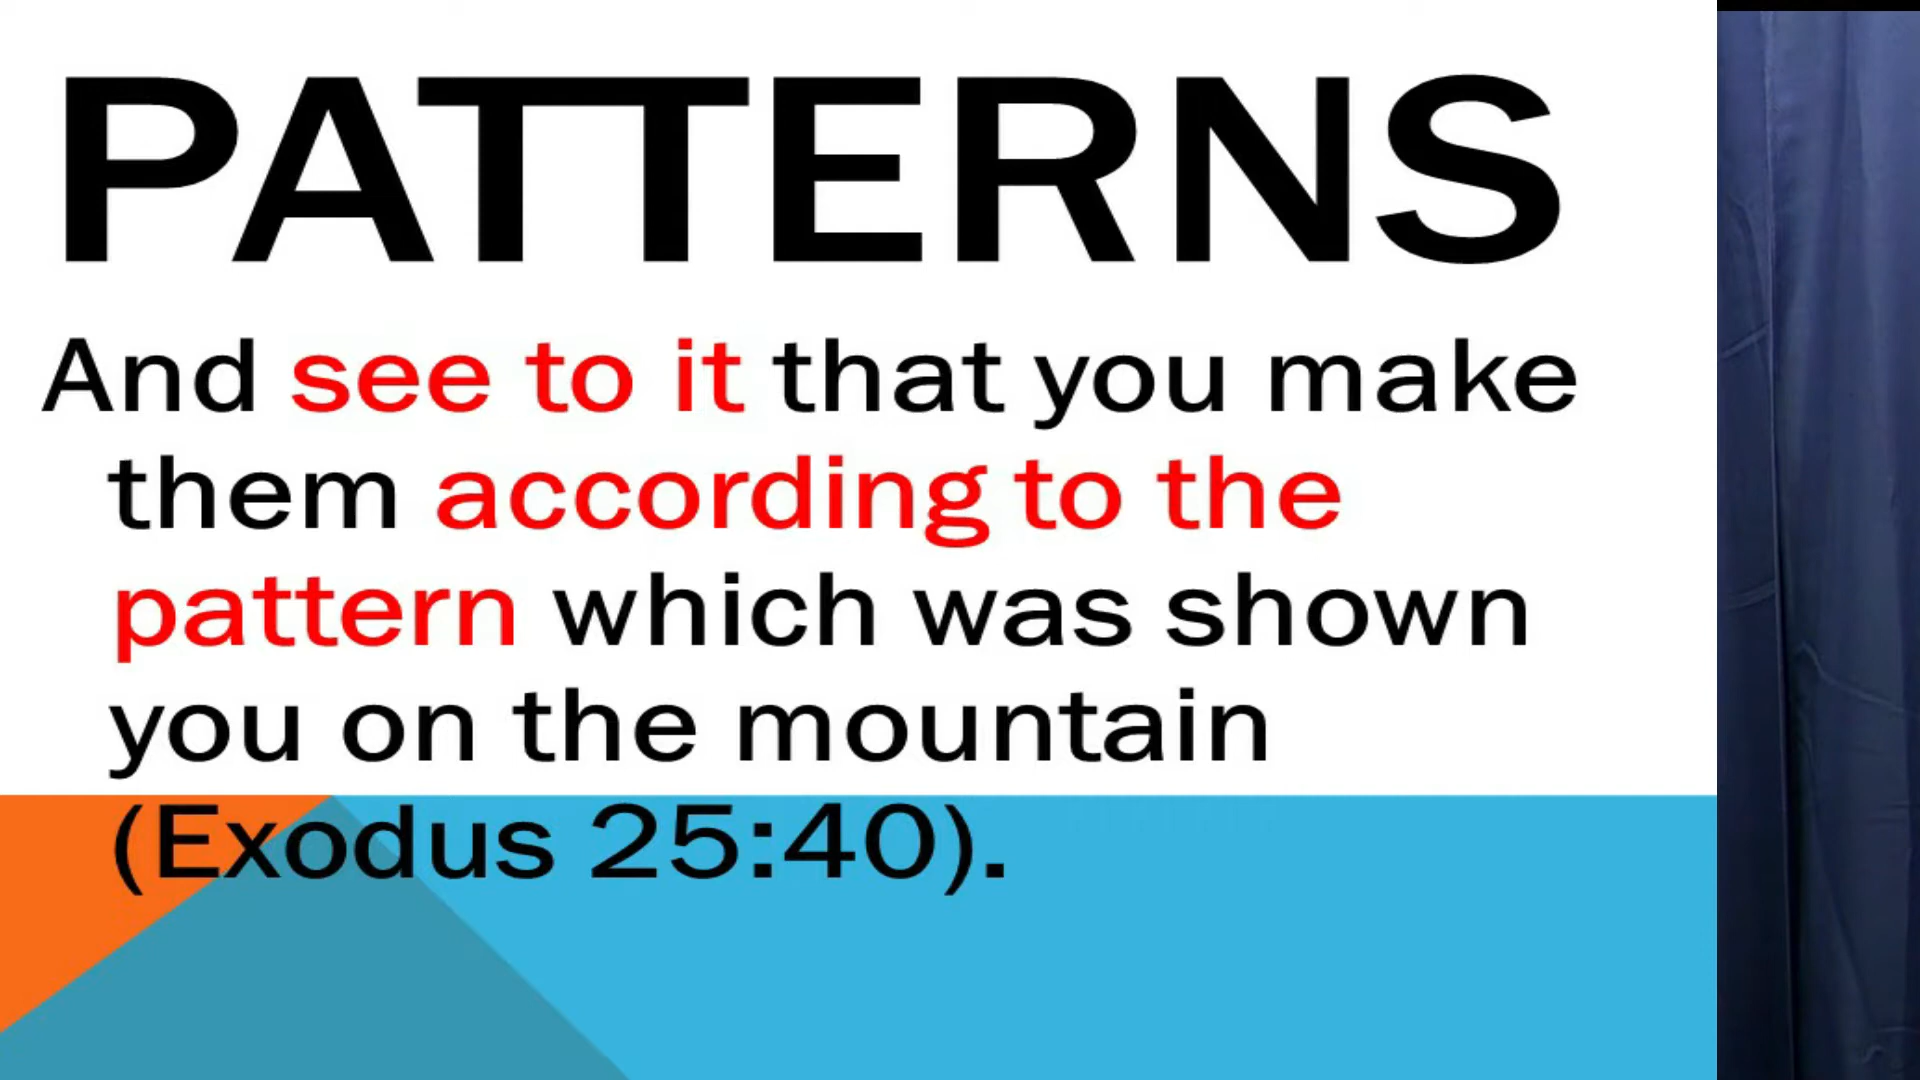 PATTERNS
And see to it that you make
them according to the
pattern which was shown
you on the mountain
(Exodus 25:40).